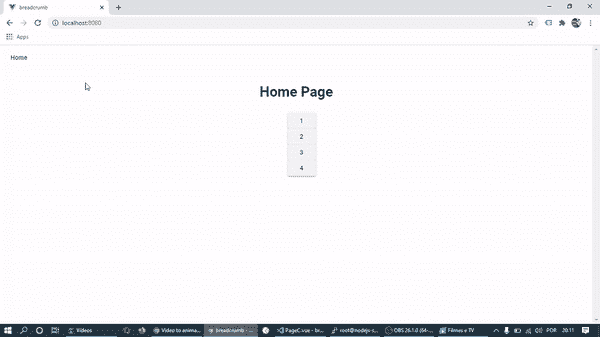 breadcrumb
localhost:8080
Apps
Home
Home Page
1
2
3
4
Vídeos
Video to anima...
breadcrumb
PageC.vue - br...
root@nodejs-s...
OBS 26.1.0 (64-...
Filmes e TV
POR
20:11